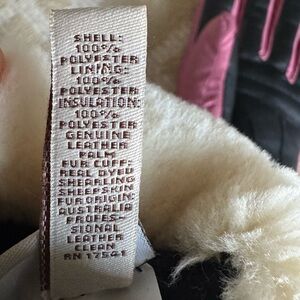 SHELL:
100%
POLYESTER
LINING:
100%
POLYESTER
INSULATION:
100%
POLYESTER
GENUINE
LEATHER
PALM
FUR CUFF:
REAL DYED
SHEARLING
SHEEPSKIN
FUR ORIGIN:
AUSTRALIA
PROFES-
SIONAL
LEATHER
CLEAN
RN 17541